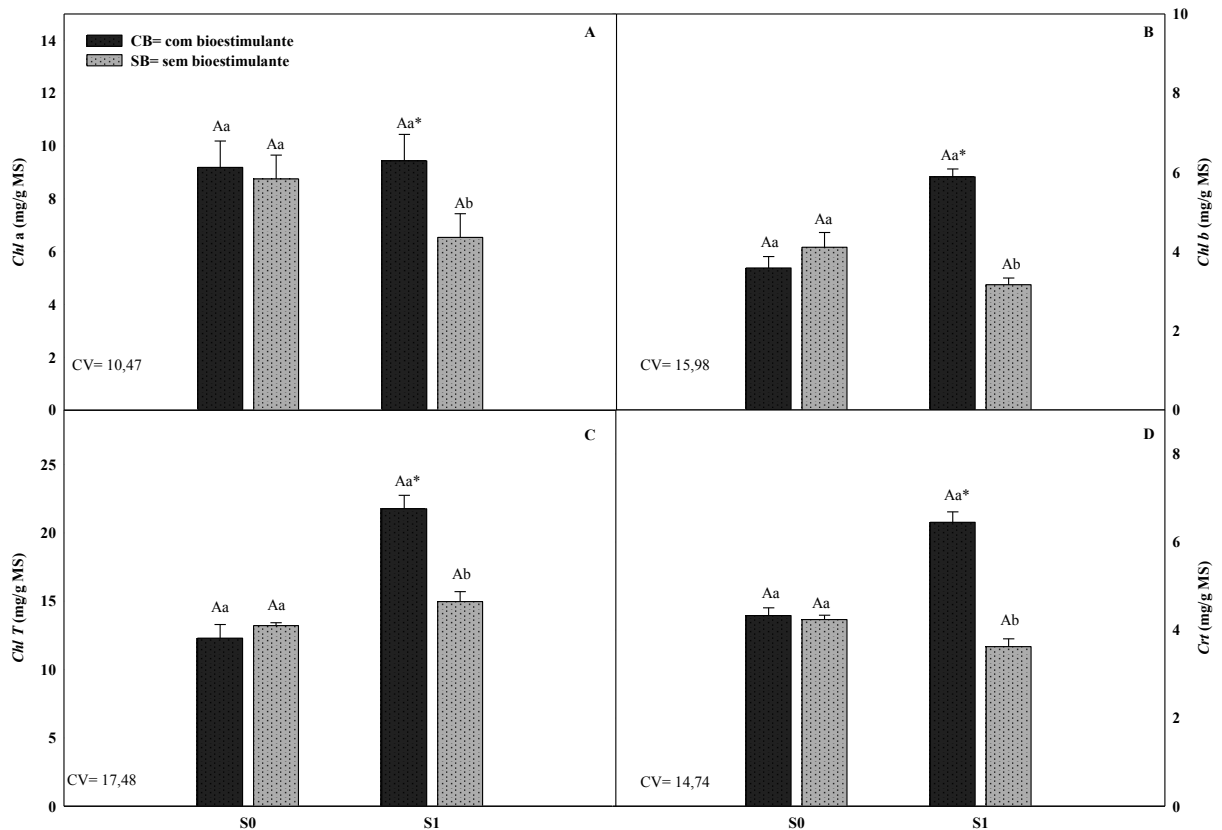 A
CB= com bioestimulante
SB= sem bioestimulante
14
12
10
8
6
4
2
0
Chl a (mg/g MS)
Aa
Aa
Aa*
Ab
CV= 10,47
B
10
8
6
4
2
0
Chl b (mg/g MS)
Aa
Aa
Aa*
Ab
CV= 15,98
C
25
20
15
10
5
0
Chl T (mg/g MS)
Aa
Aa
Aa*
Ab
CV= 17,48
S0
S1
D
8
6
4
2
0
Crt (mg/g MS)
Aa
Aa
Aa*
Ab
CV= 14,74
S0
S1